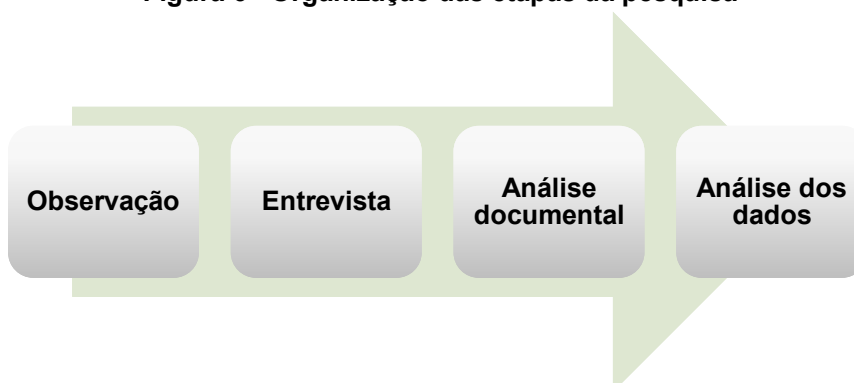 Figura - Organização das etapas da pesquisa
Observação
Entrevista
Análise
documental
Análise dos
dados